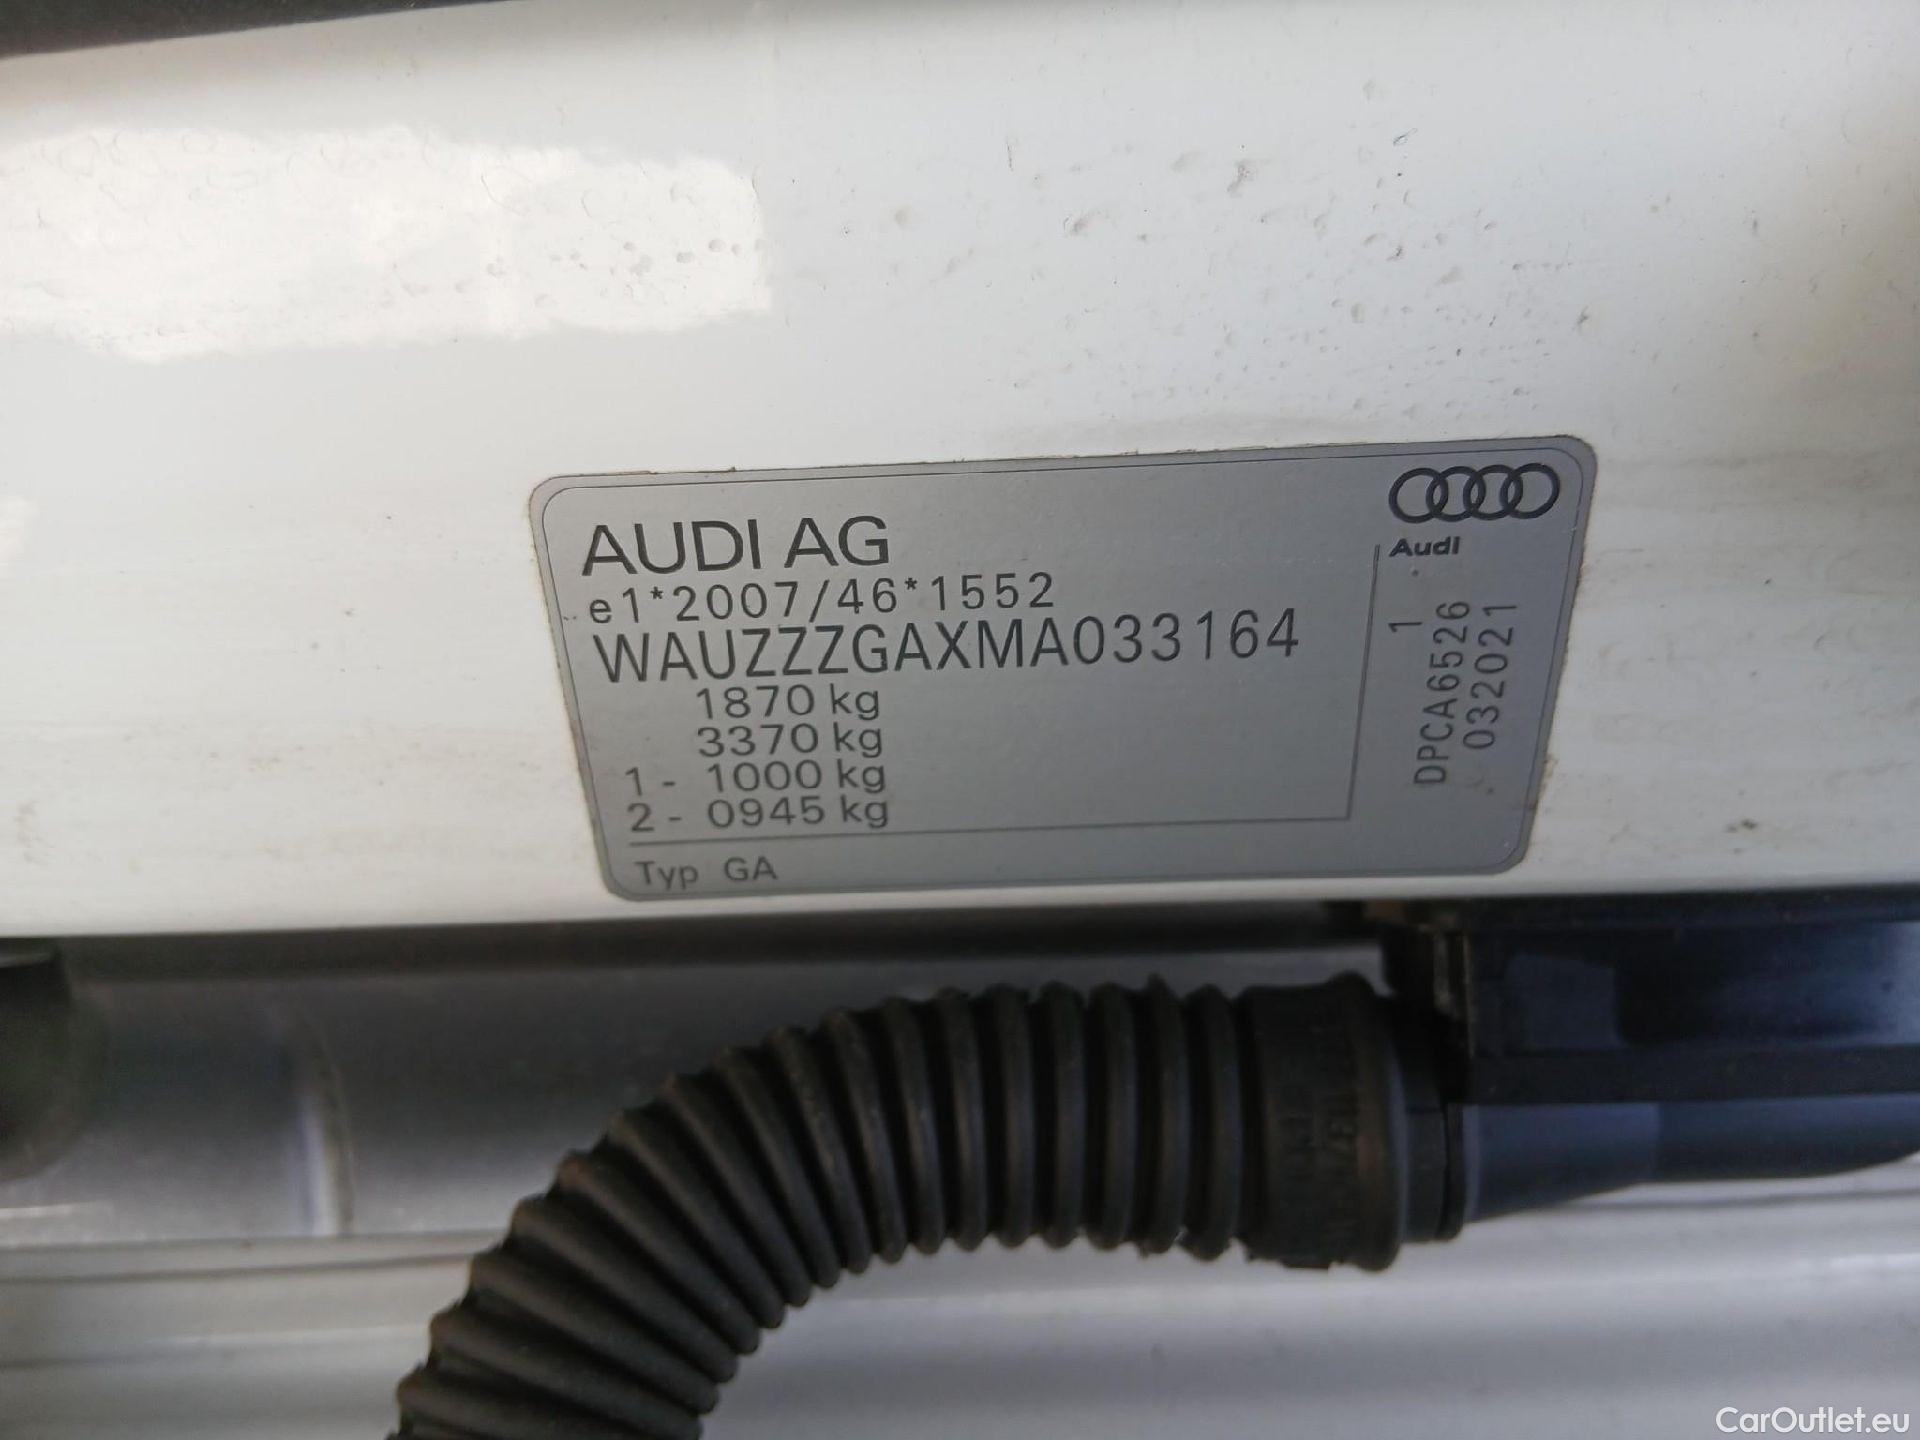 AUDI AG
e1*2007/46*1552
WAUZZZGAXMA033164
1870 kg
3370 kg
1 - 1000 kg
2 - 0945 kg
Typ GA
Audi
1
DPCA6526
032021
CarOutlet.eu